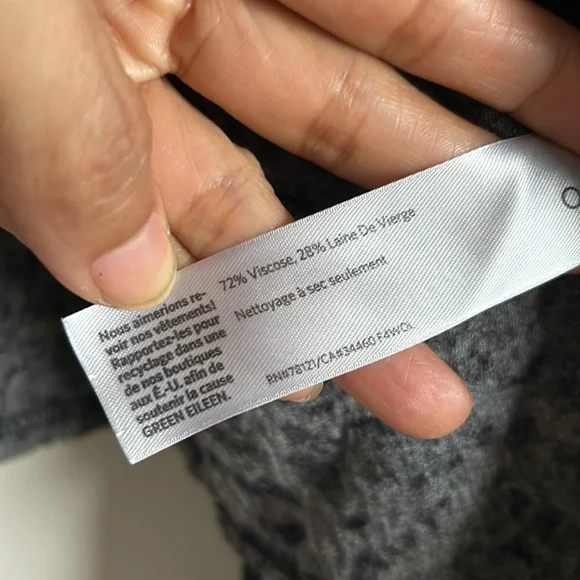 Nous aimerions re-
voir nos vêtements!
Rapportez-les pour
recyclage dans une
de nos boutiques
aux É.-U. afin de
soutenir la cause
GREEN EILEEN.
72% Viscose, 28% Laine De Vierge
Nettoyage à sec seulement
RN#78121/CA#34460 F4WOL